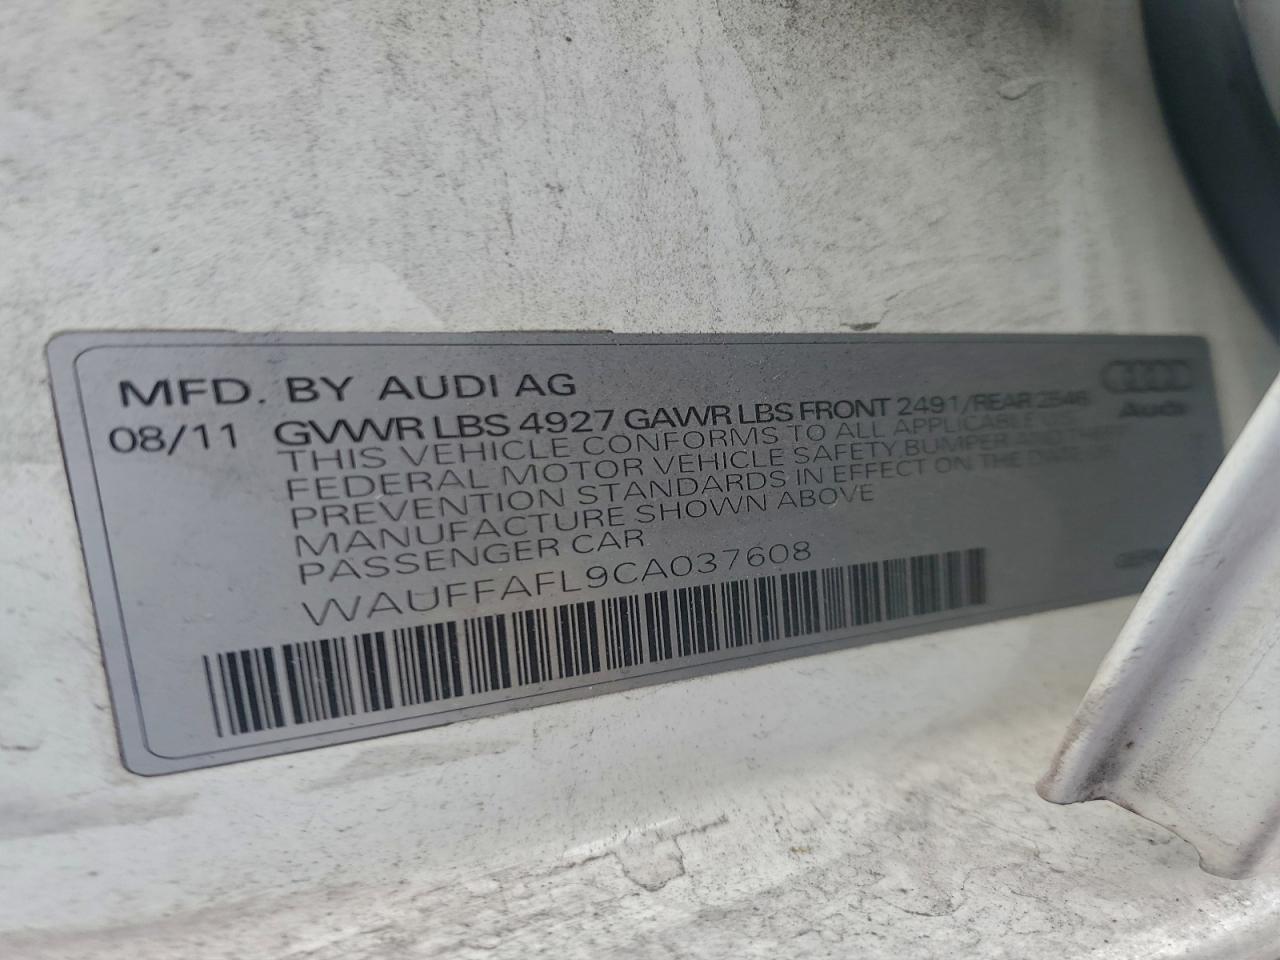 MFD. BY AUDI AG
08/11 GVWR LBS 4927 GAWR LBS FRONT 2491/REAR 2546
Audi
THIS VEHICLE CONFORMS TO ALL APPLICABLE U.S.
FEDERAL MOTOR VEHICLE SAFETY, BUMPER AND THEFT
PREVENTION STANDARDS IN EFFECT ON THE DATE OF
MANUFACTURE SHOWN ABOVE
PASSENGER CAR
WAUFFAFL9CA037608